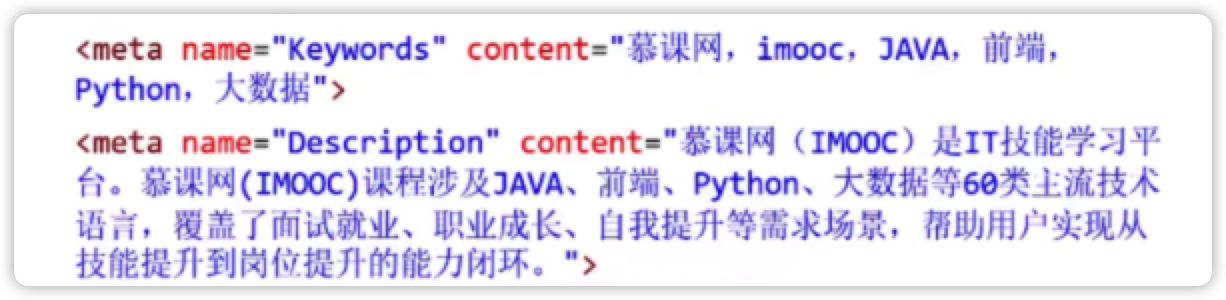 <meta name="Keywords" content="慕课网，imooc，JAVA，前端，
Python，大数据">
<meta name="Description" content="慕课网（IMOOC）是IT技能学习平
台。慕课网(IMOOC)课程涉及JAVA、前端、Python、大数据等60类主流技术
语言，覆盖了面试就业、职业成长、自我提升等需求场景，帮助用户实现从
技能提升到岗位提升的能力闭环。">